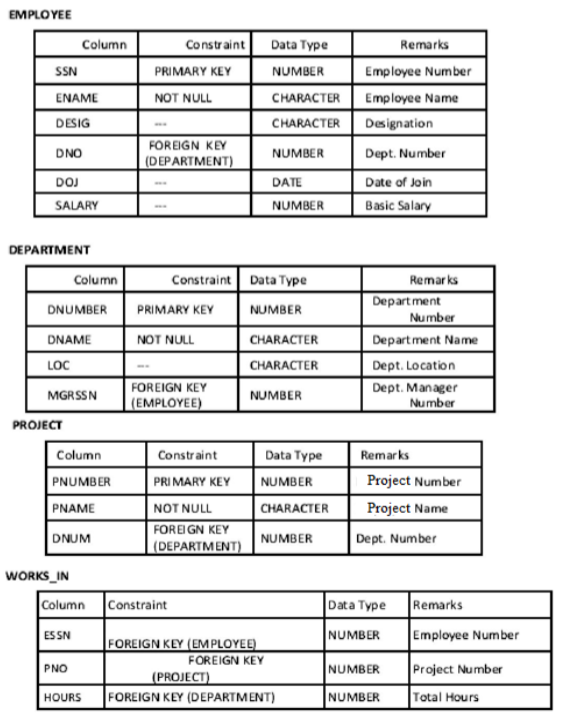 EMPLOYEE
Column Constraint Data Type Remarks
SSN PRIMARY KEY NUMBER Employee Number
ENAME NOT NULL CHARACTER Employee Name
DESIG --- CHARACTER Designation
DNO FOREIGN KEY (DEPARTMENT) NUMBER Dept. Number
DOJ --- DATE Date of Join
SALARY --- NUMBER Basic Salary
DEPARTMENT
Column Constraint Data Type Remarks
DNUMBER PRIMARY KEY NUMBER Department Number
DNAME NOT NULL CHARACTER Department Name
LOC --- CHARACTER Dept. Location
MGRSSN FOREIGN KEY (EMPLOYEE) NUMBER Dept. Manager Number
PROJECT
Column Constraint Data Type Remarks
PNUMBER PRIMARY KEY NUMBER Project Number
PNAME NOT NULL CHARACTER Project Name
DNUM FOREIGN KEY (DEPARTMENT) NUMBER Dept. Number
WORKS_IN
Column Constraint Data Type Remarks
ESSN FOREIGN KEY (EMPLOYEE) NUMBER Employee Number
PNO FOREIGN KEY (PROJECT) NUMBER Project Number
HOURS FOREIGN KEY (DEPARTMENT) NUMBER Total Hours